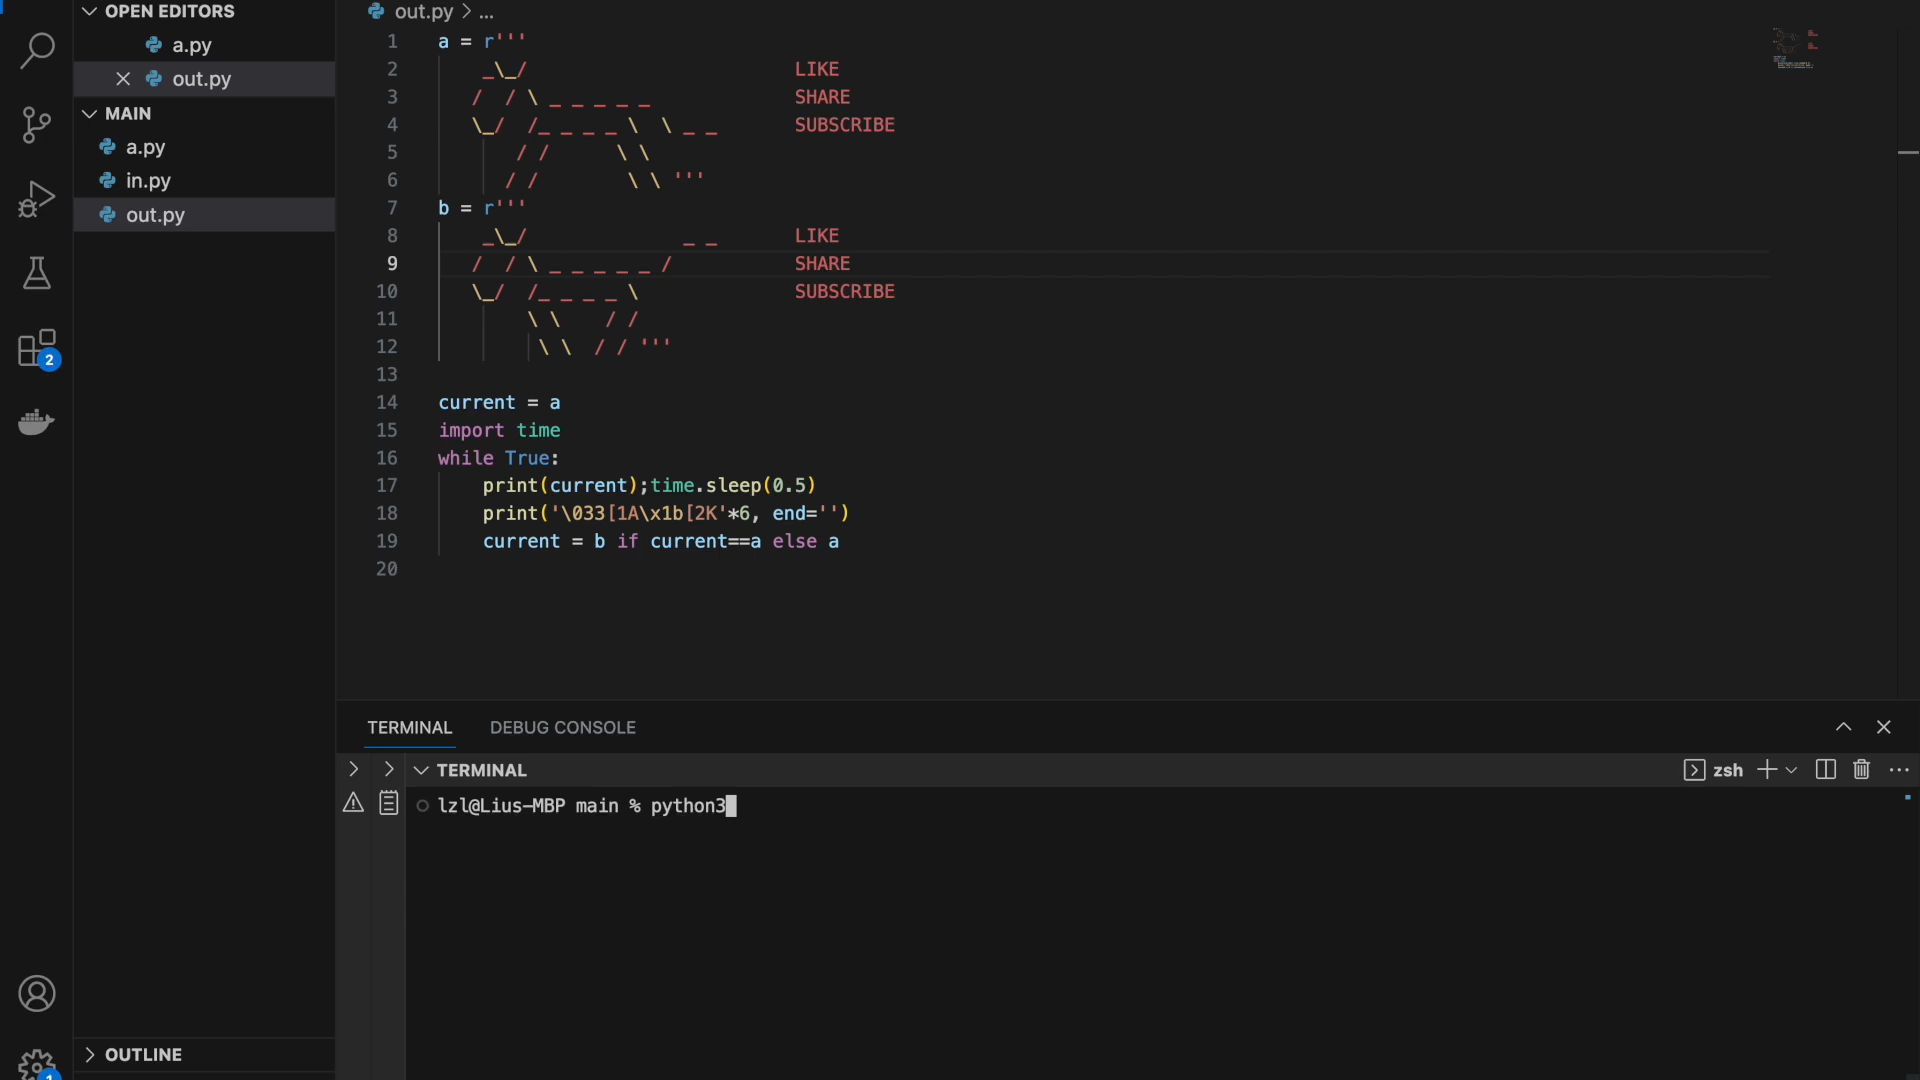 OPEN EDITORS
a.py
out.py
MAIN
a.py
in.py
out.py
2
1
OUTLINE
out.py > ...
1 a = r'''
2     _\_/                        LIKE
3    /  / \ _ _ _ _ _             SHARE
4    \_/  /_ _ _ _ \  \ _ _       SUBSCRIBE
5        / /      \ \
6       / /        \ \ '''
7 b = r'''
8     _\_/              _ _       LIKE
9    /  / \ _ _ _ _ _ /           SHARE
10    \_/  /_ _ _ _ \              SUBSCRIBE
11         \ \    / /
12          \ \  / / '''
13
14 current = a
15 import time
16 while True:
17     print(current);time.sleep(0.5)
18     print('\033[1A\x1b[2K'*6, end='')
19     current = b if current==a else a
20
TERMINAL DEBUG CONSOLE
TERMINAL zsh
lzl@Lius-MBP main % python3